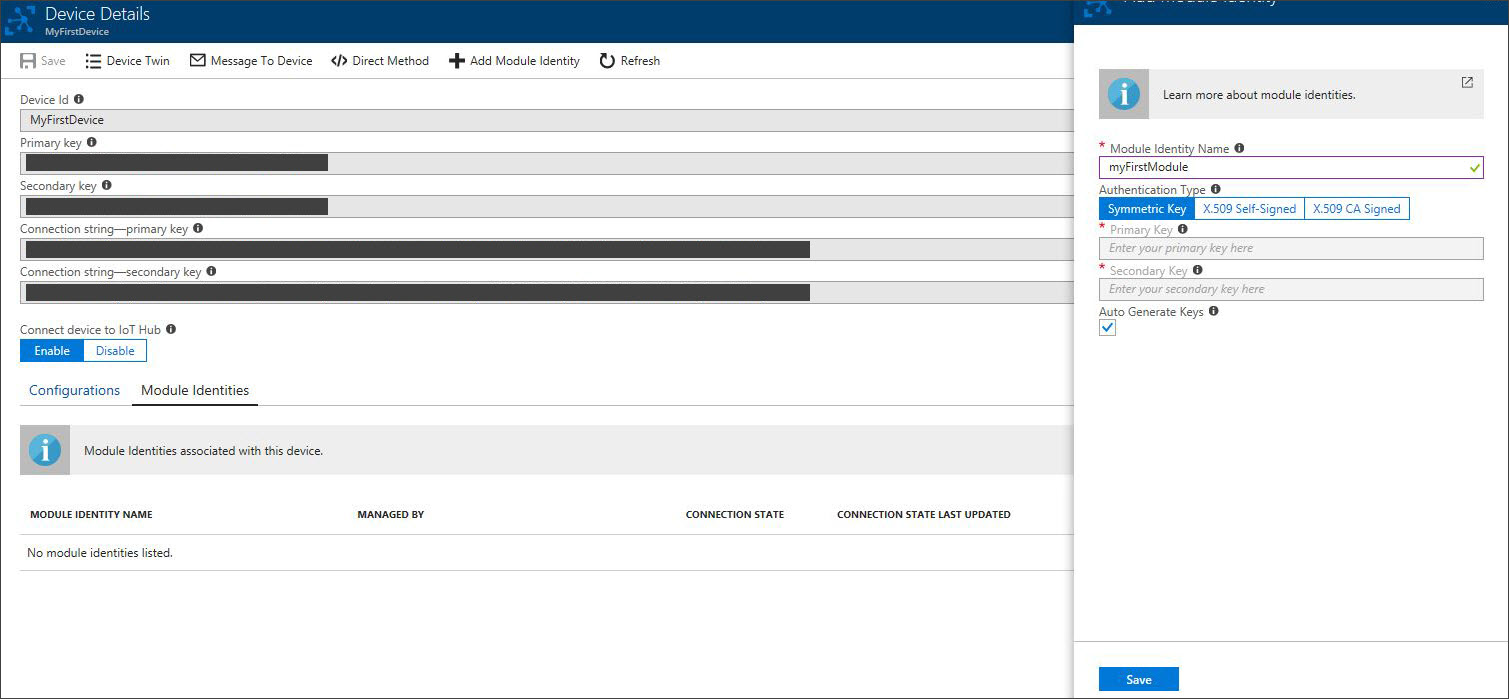 Device Details
MyFirstDevice
Save
Device Twin
Message To Device
Direct Method
Add Module Identity
Refresh
Device Id
MyFirstDevice
Primary key
Secondary key
Connection string—primary key
Connection string—secondary key
Connect device to IoT Hub
Enable
Disable
Configurations
Module Identities
Module Identities associated with this device.
MODULE IDENTITY NAME
MANAGED BY
CONNECTION STATE
CONNECTION STATE LAST UPDATED
No module identities listed.
Add Module Identity
Learn more about module identities.
* Module Identity Name
myFirstModule
Authentication Type
Symmetric Key
X.509 Self-Signed
X.509 CA Signed
* Primary Key
Enter your primary key here
* Secondary Key
Enter your secondary key here
Auto Generate Keys
Save